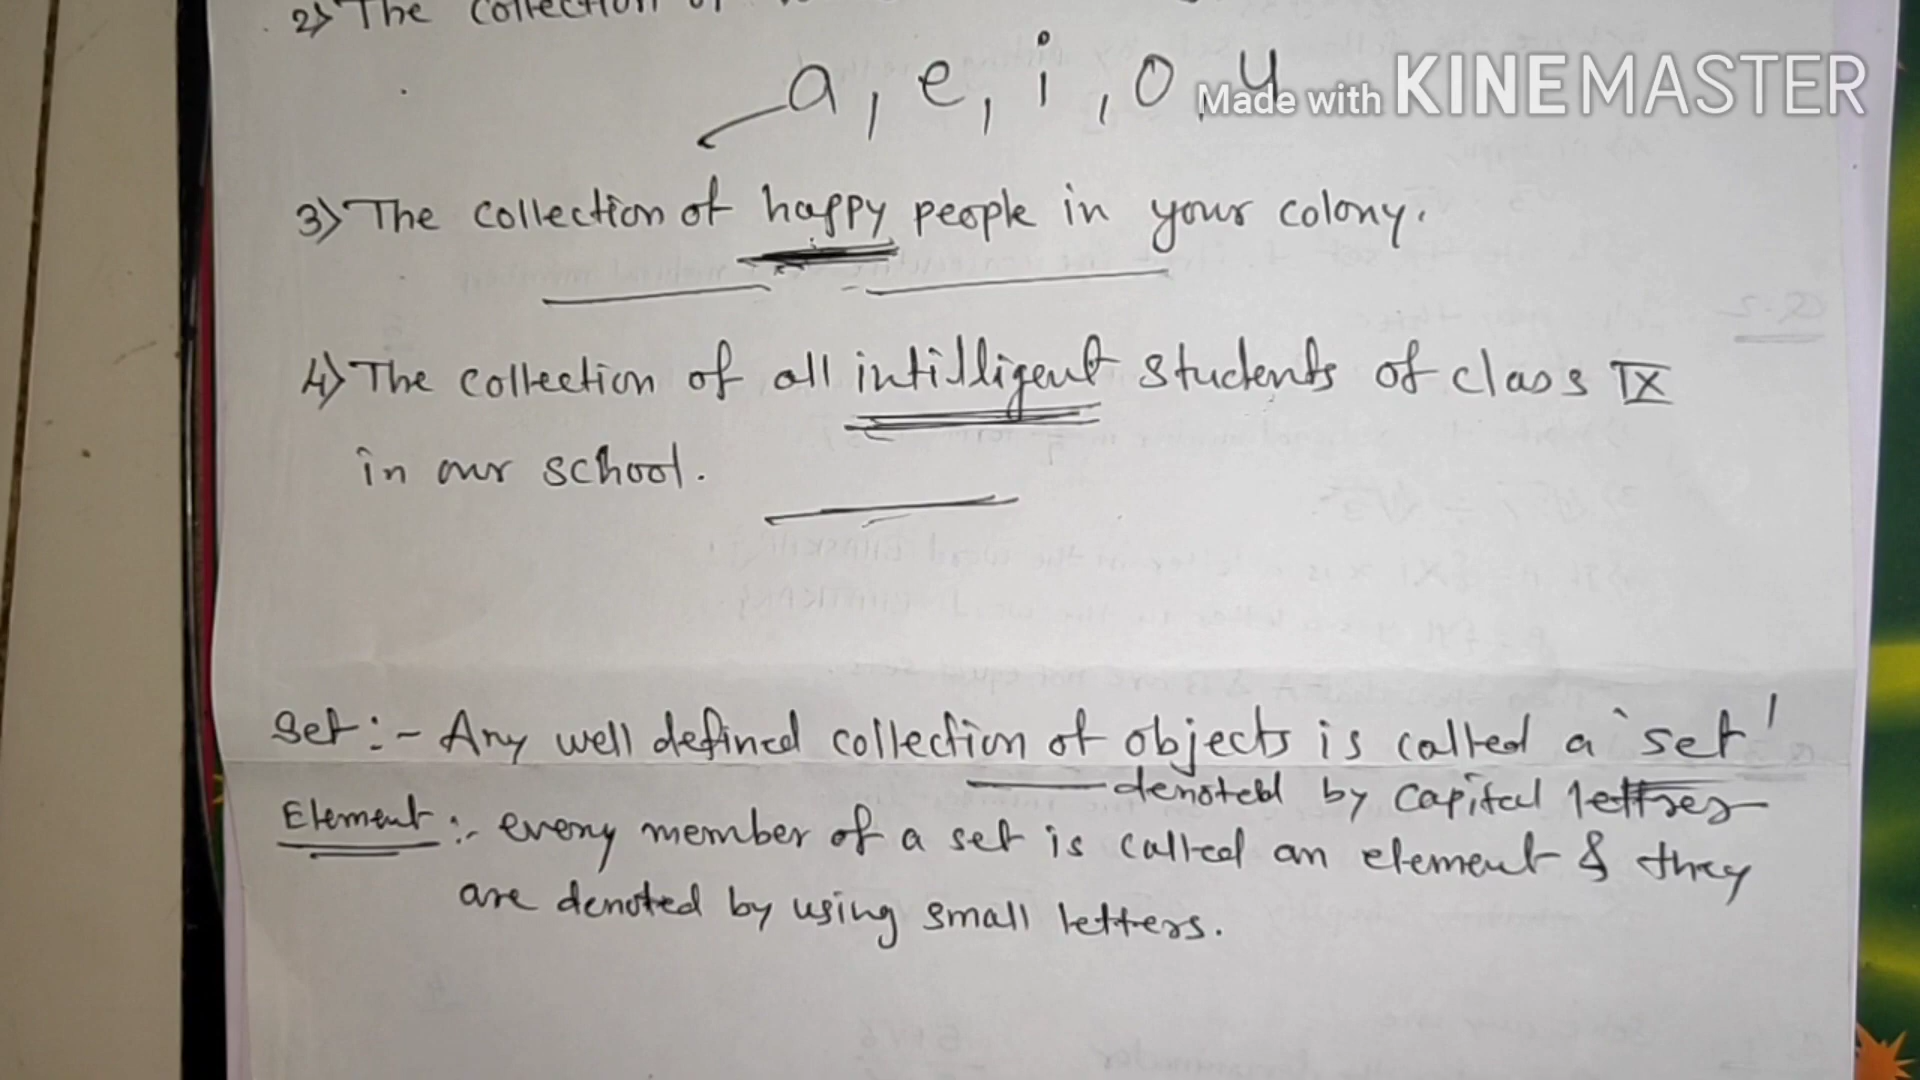 2) The collection of
a, e, i, o, u
Made with KINEMASTER
3) The collection of happy people in your colony.
4) The collection of all intilligent students of class IX
in our school.
Set :- Any well defined collection of objects is called a 'set'
denoted by capital letters
Element :- every member of a set is called an element & they
are denoted by using small letters.